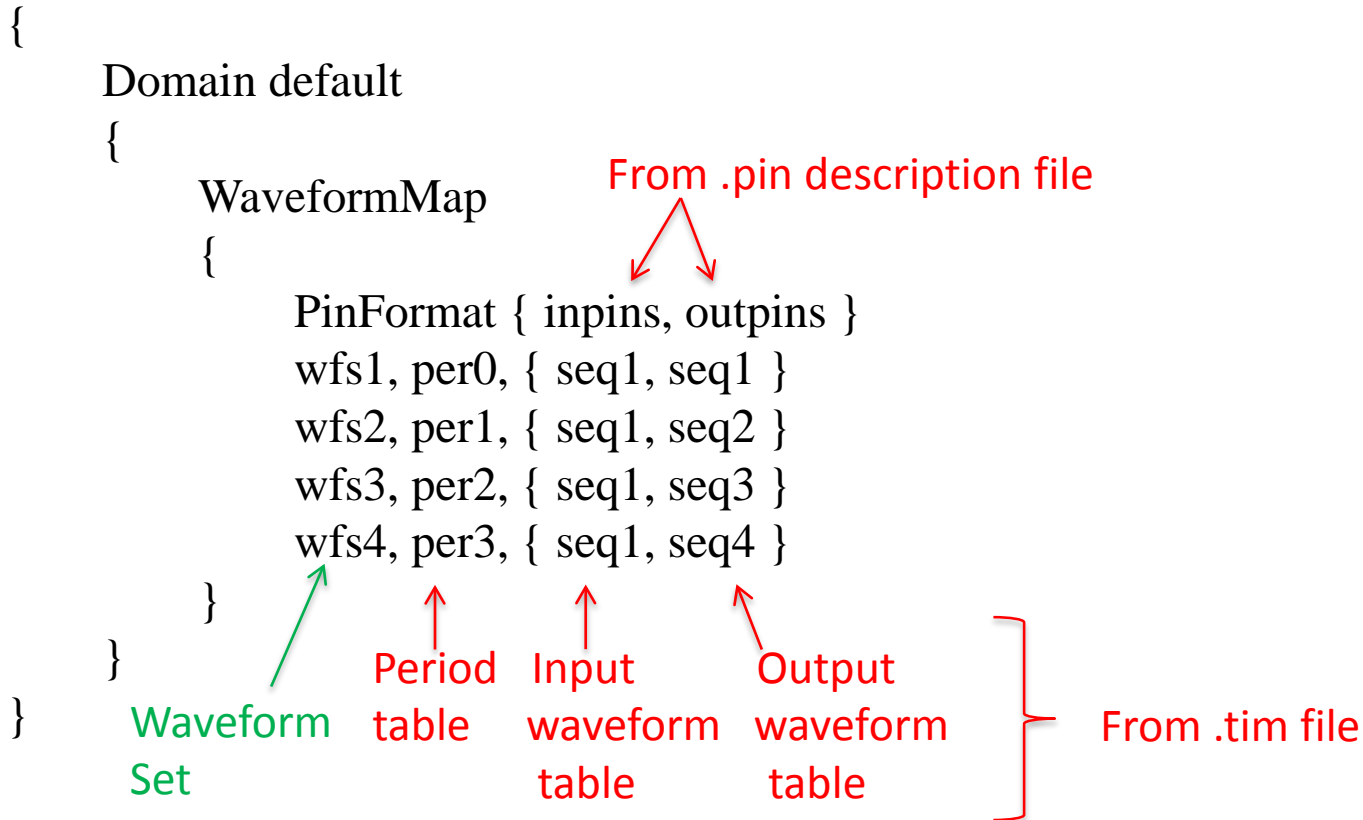 {
Domain default
{
From .pin description file
WaveformMap
{
PinFormat { inpins, outpins }
wfs1, per0, { seq1, seq1 }
wfs2, per1, { seq1, seq2 }
wfs3, per2, { seq1, seq3 }
wfs4, per3, { seq1, seq4 }
}
}
}
Waveform
Set
Period
table
Input
waveform
table
Output
waveform
table
From .tim file